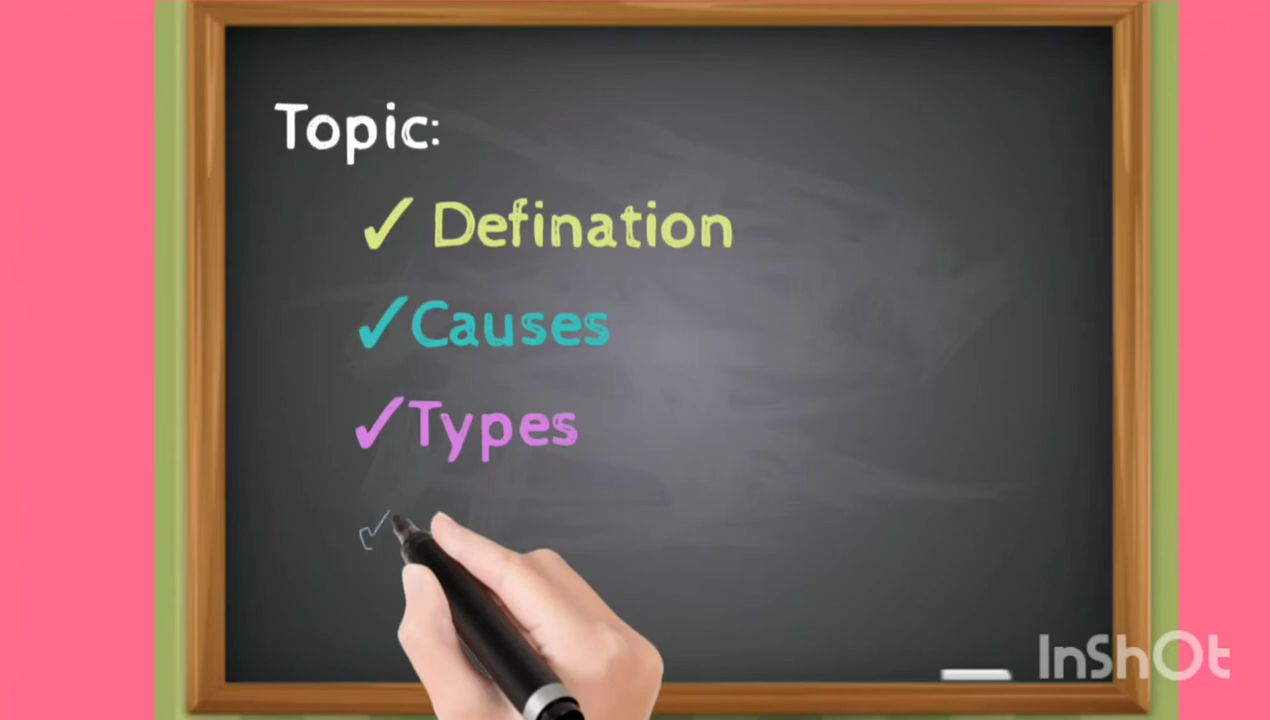 Topic:
✓ Defination
✓Causes
✓Types
InShOt